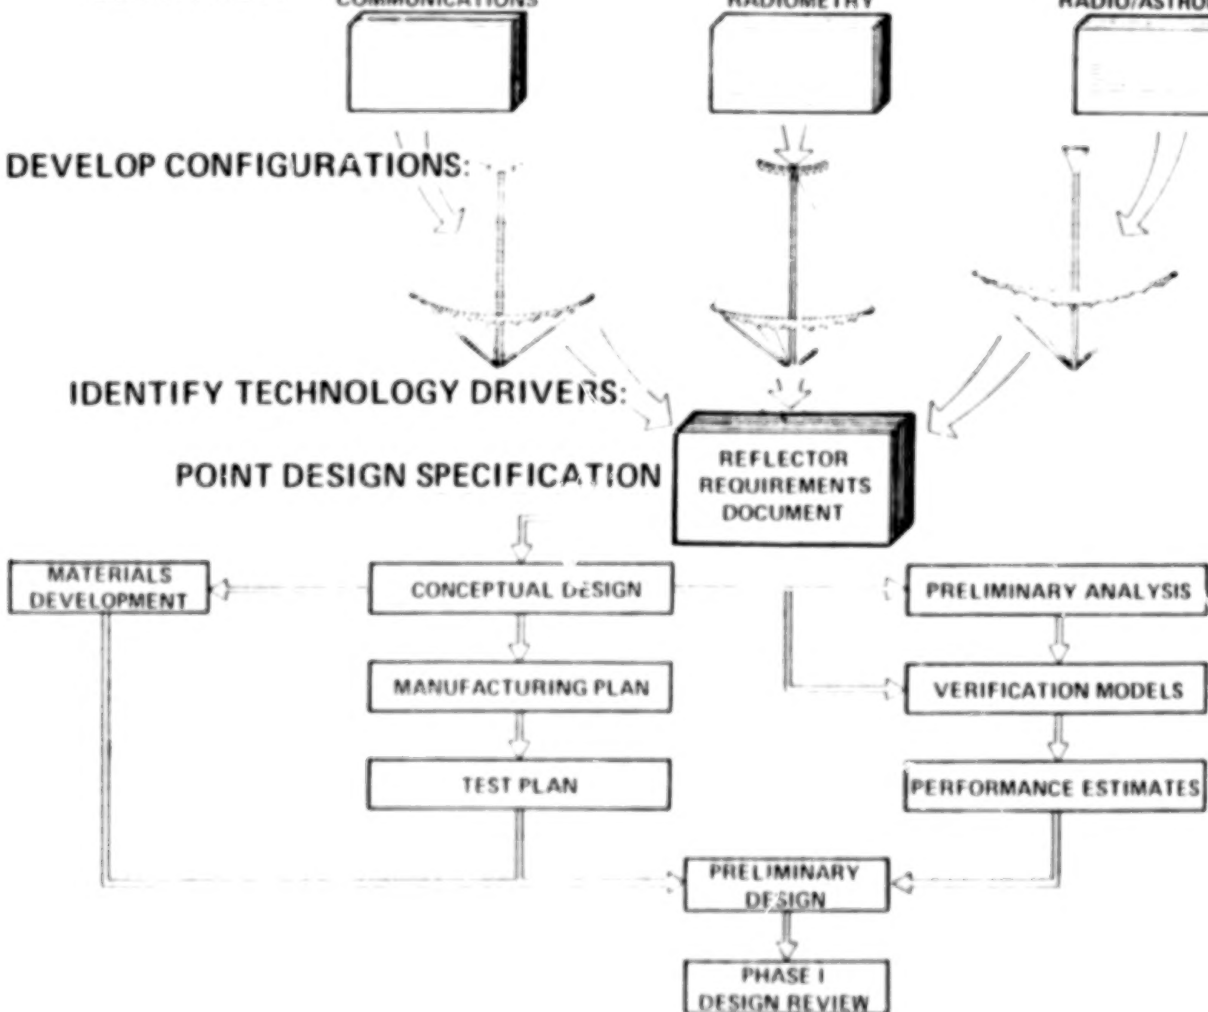 COMMUNICATIONS
RADIOMETRY
DEVELOP CONFIGURATIONS:
IDENTIFY TECHNOLOGY DRIVERS:
POINT DESIGN SPECIFICATION
REFLECTOR
REQUIREMENTS
DOCUMENT
MATERIALS
DEVELOPMENT
CONCEPTUAL DESIGN
PRELIMINARY ANALYSIS
MANUFACTURING PLAN
VERIFICATION MODELS
TEST PLAN
PERFORMANCE ESTIMATES
PRELIMINARY
DESIGN
PHASE I
DESIGN REVIEW